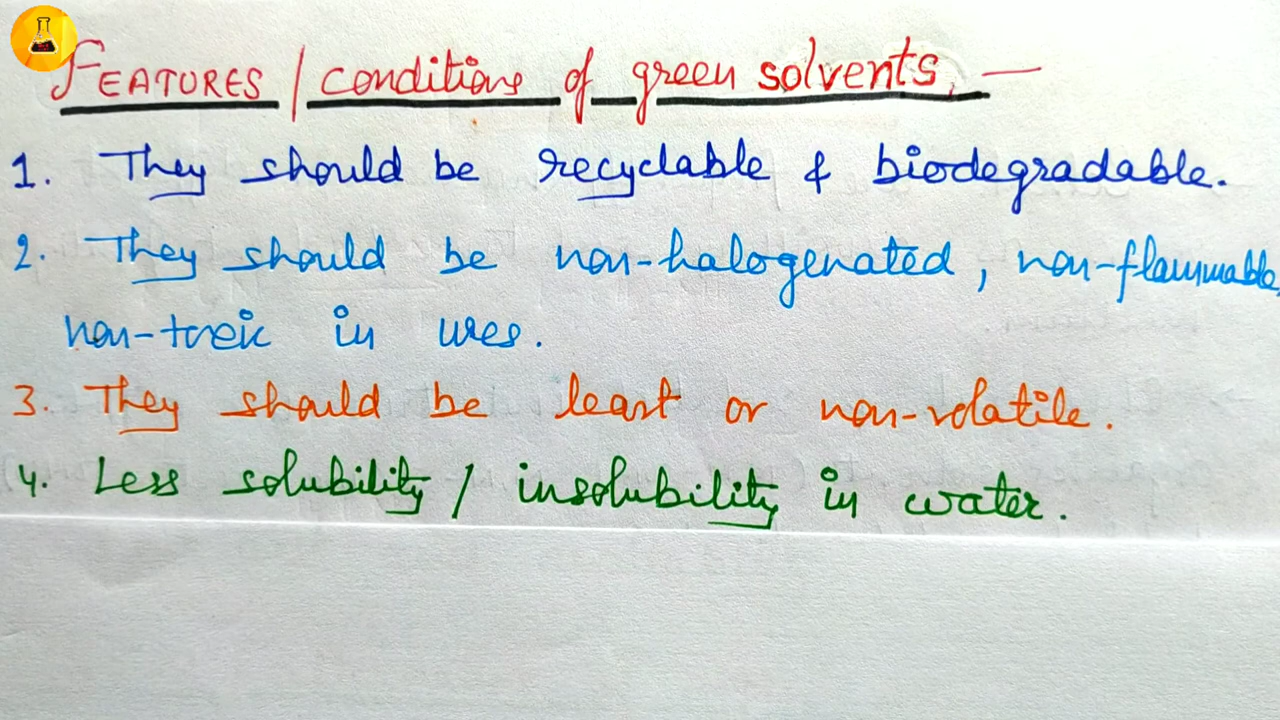 FEATURES / conditions of green solvents, —
1. They should be recyclable & biodegradable.
2. They should be non-halogenated, non-flammable,
non-toxic in uses.
3. They should be least or non-volatile.
4. Less solubility / insolubility in water.